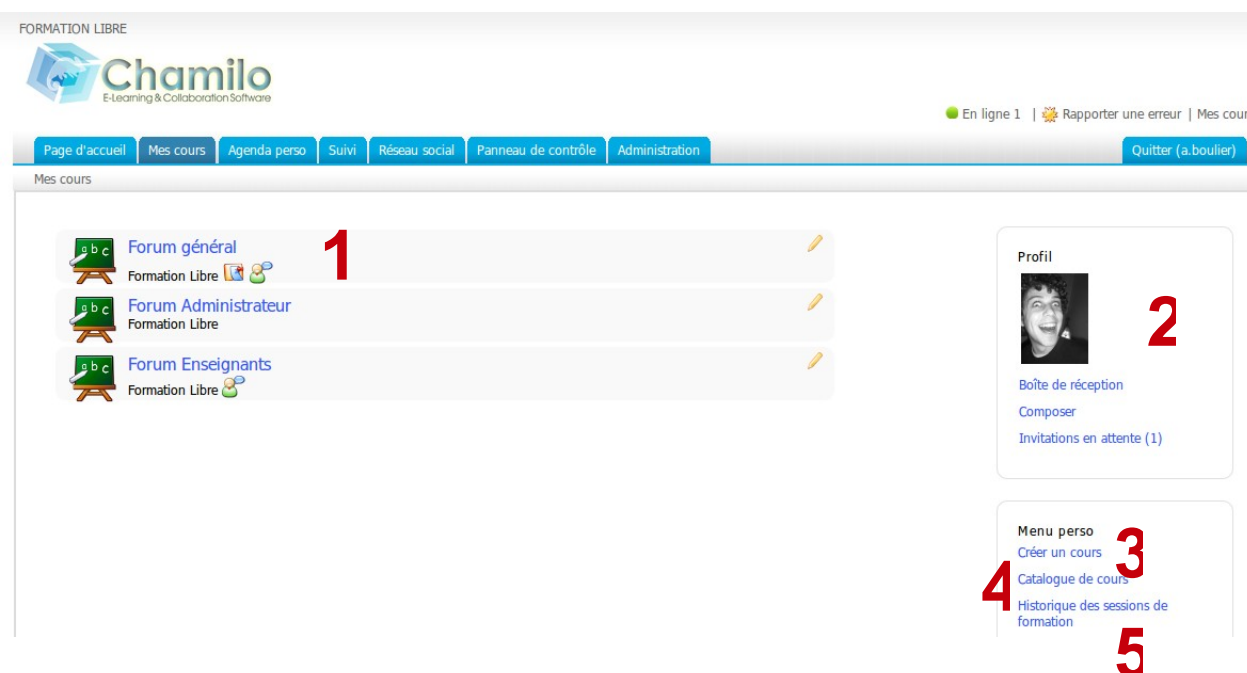 FORMATION LIBRE
Chamilo
E-Learning & Collaboration Software
En ligne 1 | Rapporter une erreur | Mes cour
Page d'accueil Mes cours Agenda perso Suivi Réseau social Panneau de contrôle Administration Quitter (a.boulier)
Mes cours
Forum général 1
Formation Libre
Forum Administrateur
Formation Libre
Forum Enseignants
Formation Libre
Profil
2
Boîte de réception
Composer
Invitations en attente (1)
Menu perso
Créer un cours 3
4 Catalogue de cours
Historique des sessions de
formation
5